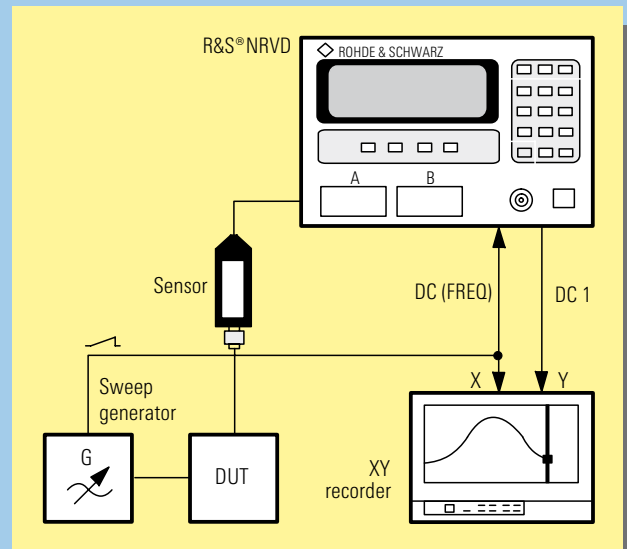 R&S®NRVD
ROHDE & SCHWARZ
A
B
Sensor
DC (FREQ)
DC 1
Sweep
generator
X
Y
G
DUT
XY
recorder